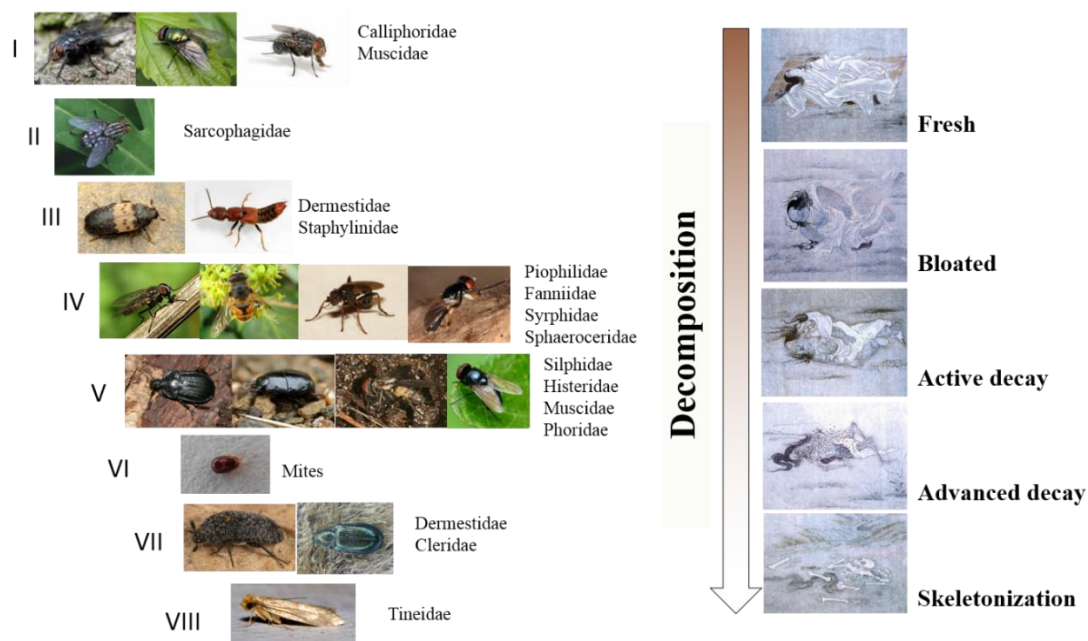 I
Calliphoridae
Muscidae
II
Sarcophagidae
III
Dermestidae
Staphylinidae
IV
Piophilidae
Fanniidae
Syrphidae
Sphaeroceridae
V
Silphidae
Histeridae
Muscidae
Phoridae
VI
Mites
VII
Dermestidae
Cleridae
VIII
Tineidae
Decomposition
Fresh
Bloated
Active decay
Advanced decay
Skeletonization